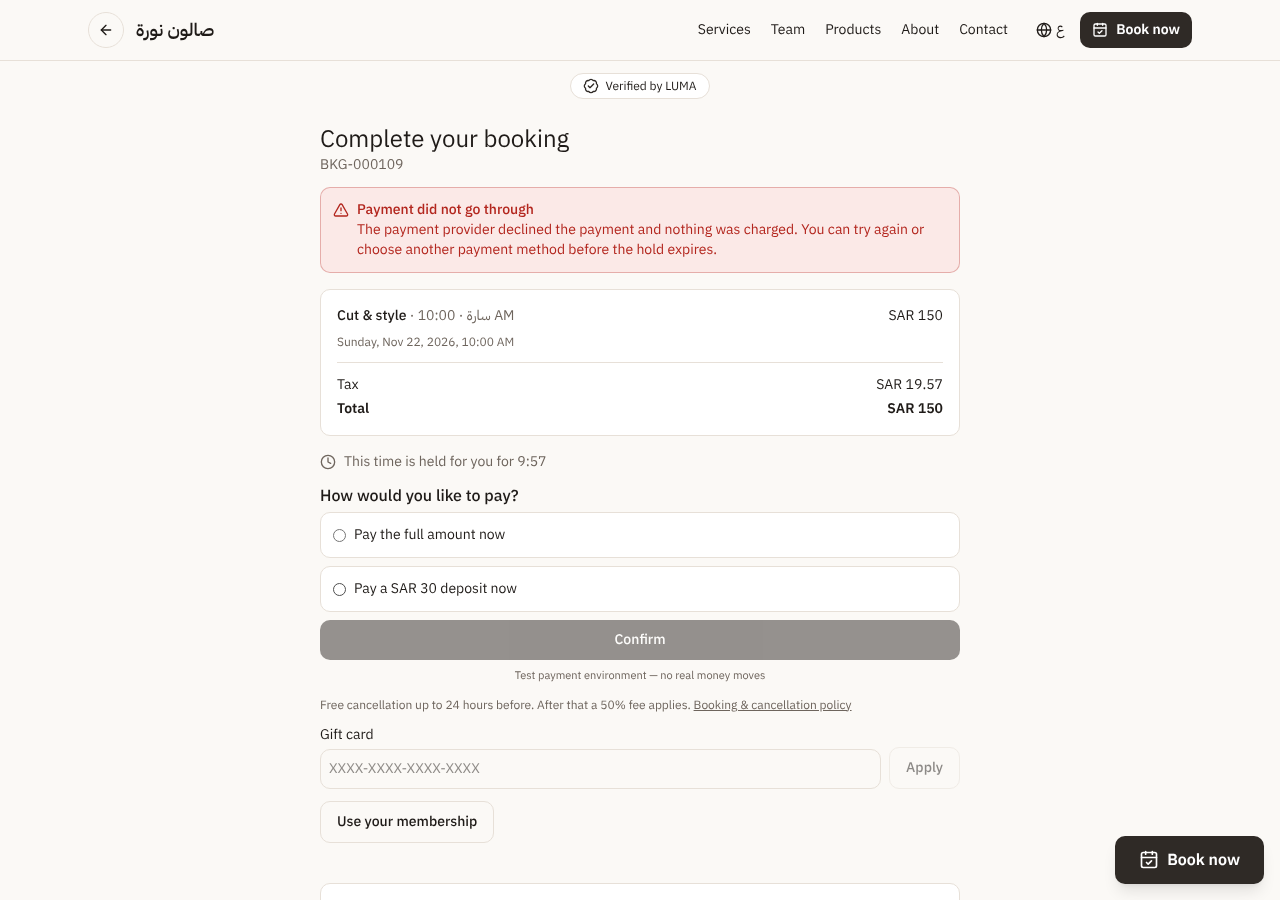 صالون نورة
Services
Team
Products
About
Contact
ع
Book now
Verified by LUMA
Complete your booking
BKG-000109
Payment did not go through
The payment provider declined the payment and nothing was charged. You can try again or
choose another payment method before the hold expires.
Cut & style · 10:00 · سارة AM
SAR 150
Sunday, Nov 22, 2026, 10:00 AM
Tax
SAR 19.57
Total
SAR 150
This time is held for you for 9:57
How would you like to pay?
Pay the full amount now
Pay a SAR 30 deposit now
Confirm
Test payment environment — no real money moves
Free cancellation up to 24 hours before. After that a 50% fee applies. Booking & cancellation policy
Gift card
XXXX-XXXX-XXXX-XXXX
Apply
Use your membership
Book now